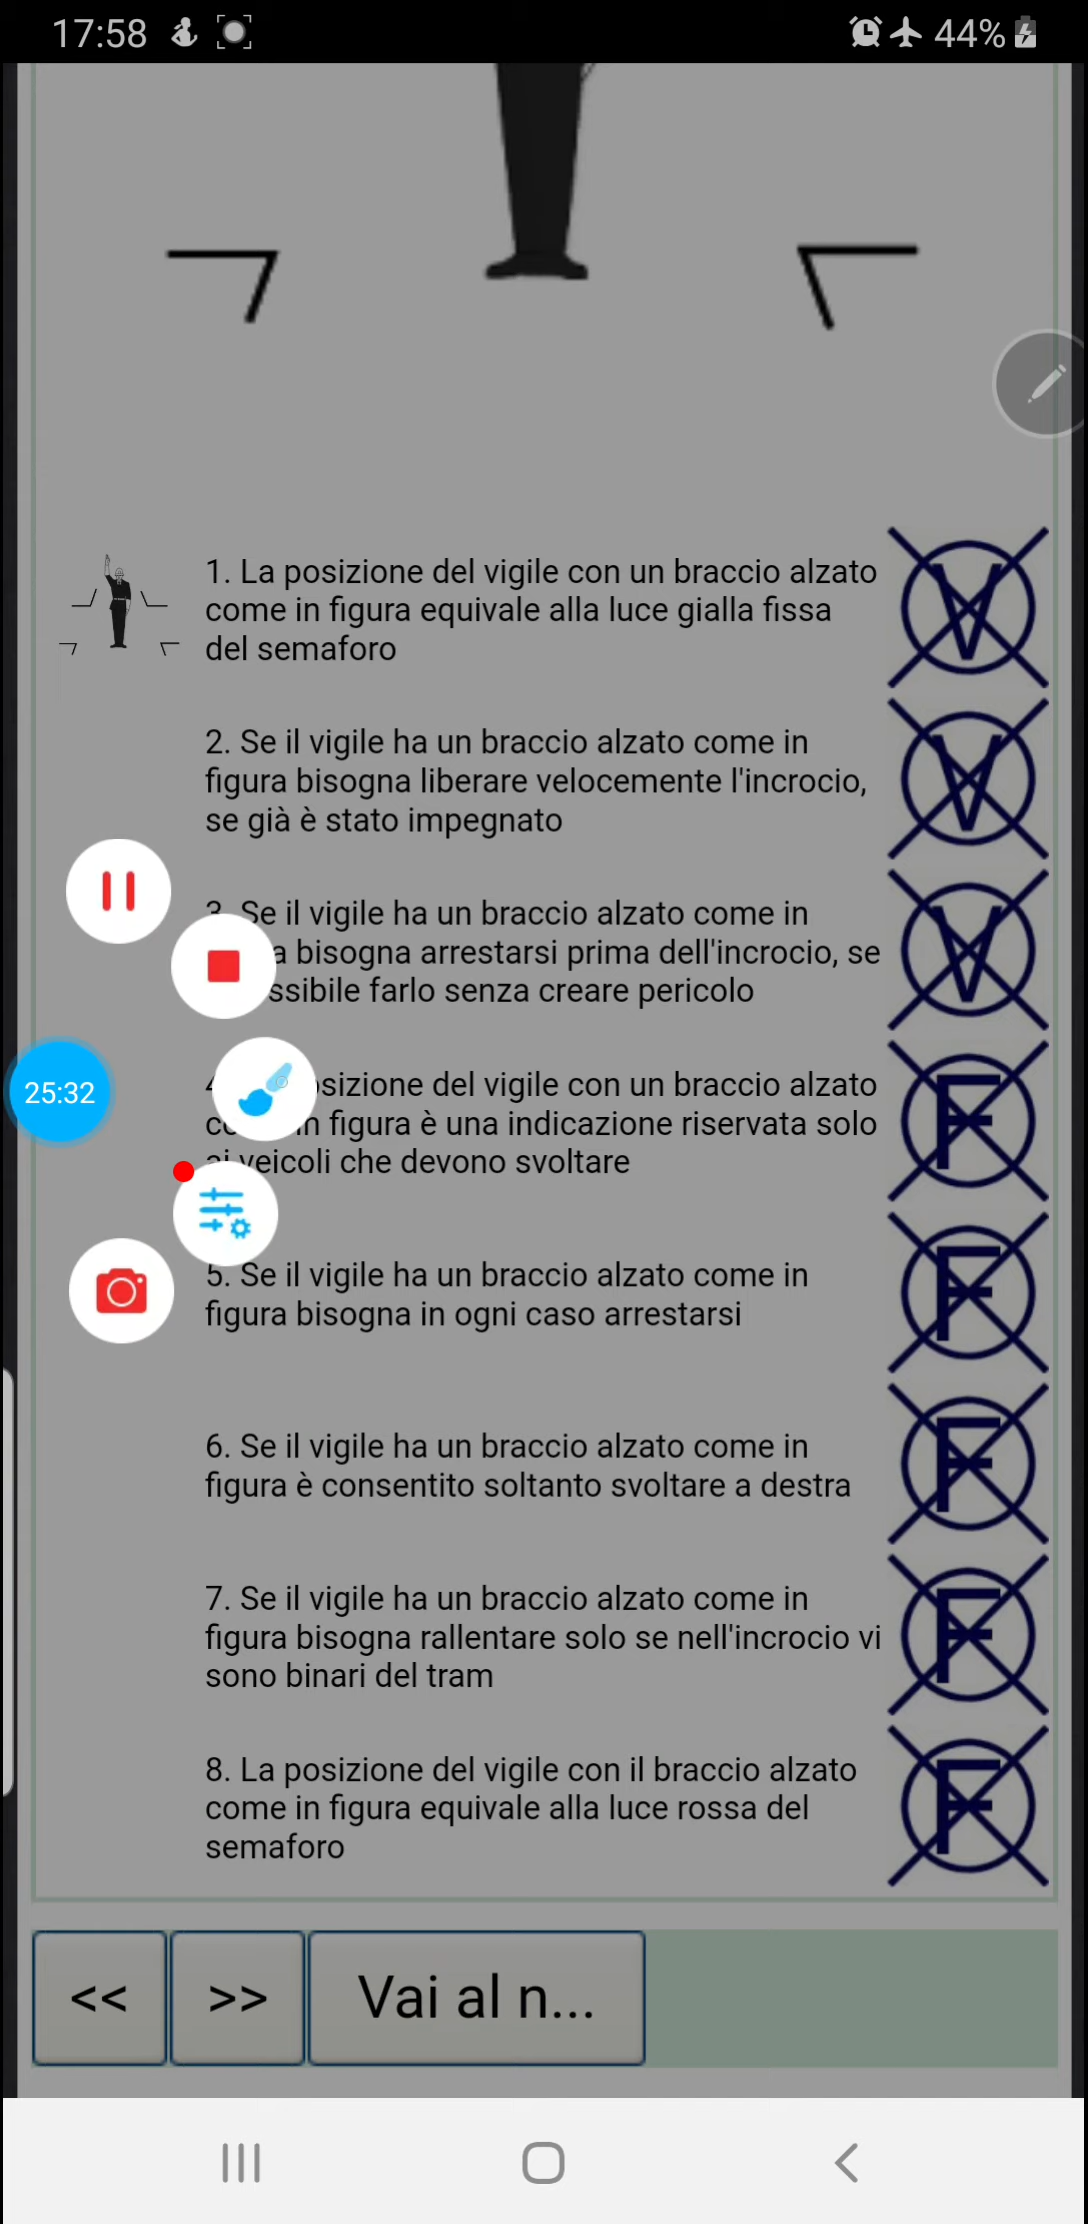 17:58
44%
1. La posizione del vigile con un braccio alzato
come in figura equivale alla luce gialla fissa
del semaforo
V
2. Se il vigile ha un braccio alzato come in
figura bisogna liberare velocemente l'incrocio,
se già è stato impegnato
V
Se il vigile ha un braccio alzato come in
bisogna arrestarsi prima dell'incrocio, se
farlo senza creare pericolo
V
del vigile con un braccio alzato
figura è una indicazione riservata solo
veicoli che devono svoltare
F
25:32
5. Se il vigile ha un braccio alzato come in
figura bisogna in ogni caso arrestarsi
F
6. Se il vigile ha un braccio alzato come in
figura è consentito soltanto svoltare a destra
F
7. Se il vigile ha un braccio alzato come in
figura bisogna rallentare solo se nell'incrocio vi
sono binari del tram
F
8. La posizione del vigile con il braccio alzato
come in figura equivale alla luce rossa del
semaforo
F
<<
>>
Vai al n...